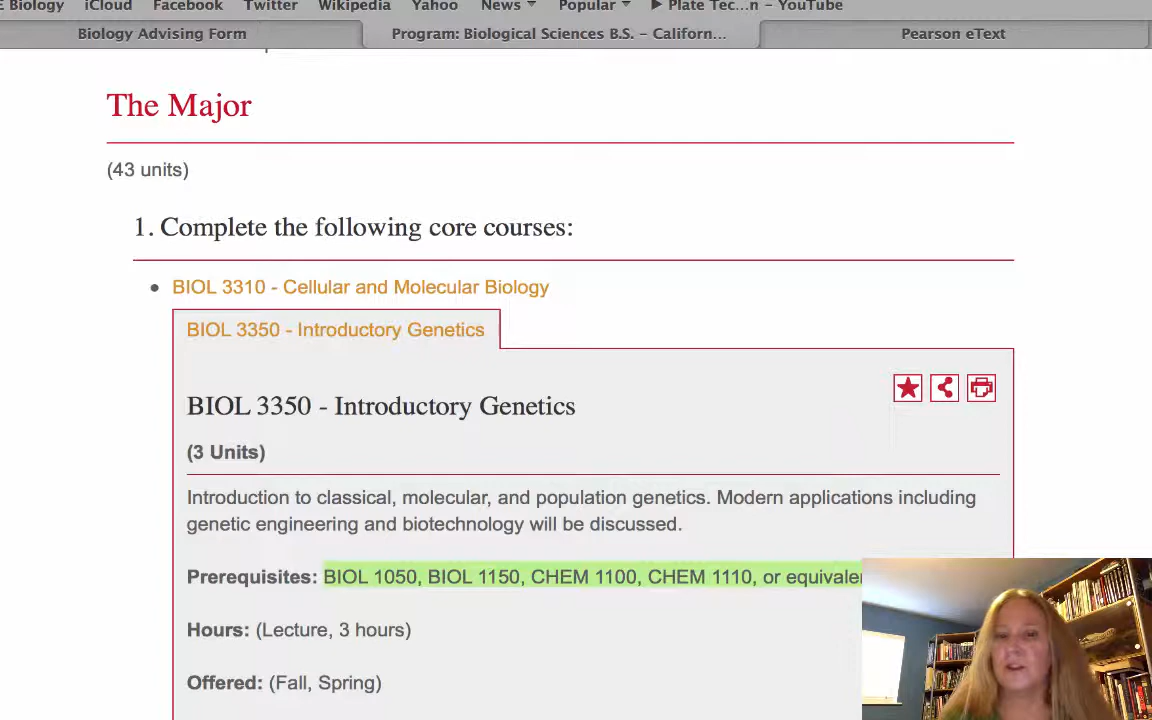 E Biology iCloud Facebook Twitter Wikipedia Yahoo News Popular Plate Tec...n – YouTube
Biology Advising Form Program: Biological Sciences B.S. – Californ... Pearson eText
The Major
(43 units)
1. Complete the following core courses:
BIOL 3310 - Cellular and Molecular Biology
BIOL 3350 - Introductory Genetics
BIOL 3350 - Introductory Genetics
(3 Units)
Introduction to classical, molecular, and population genetics. Modern applications including
genetic engineering and biotechnology will be discussed.
Prerequisites: BIOL 1050, BIOL 1150, CHEM 1100, CHEM 1110, or equivale
Hours: (Lecture, 3 hours)
Offered: (Fall, Spring)